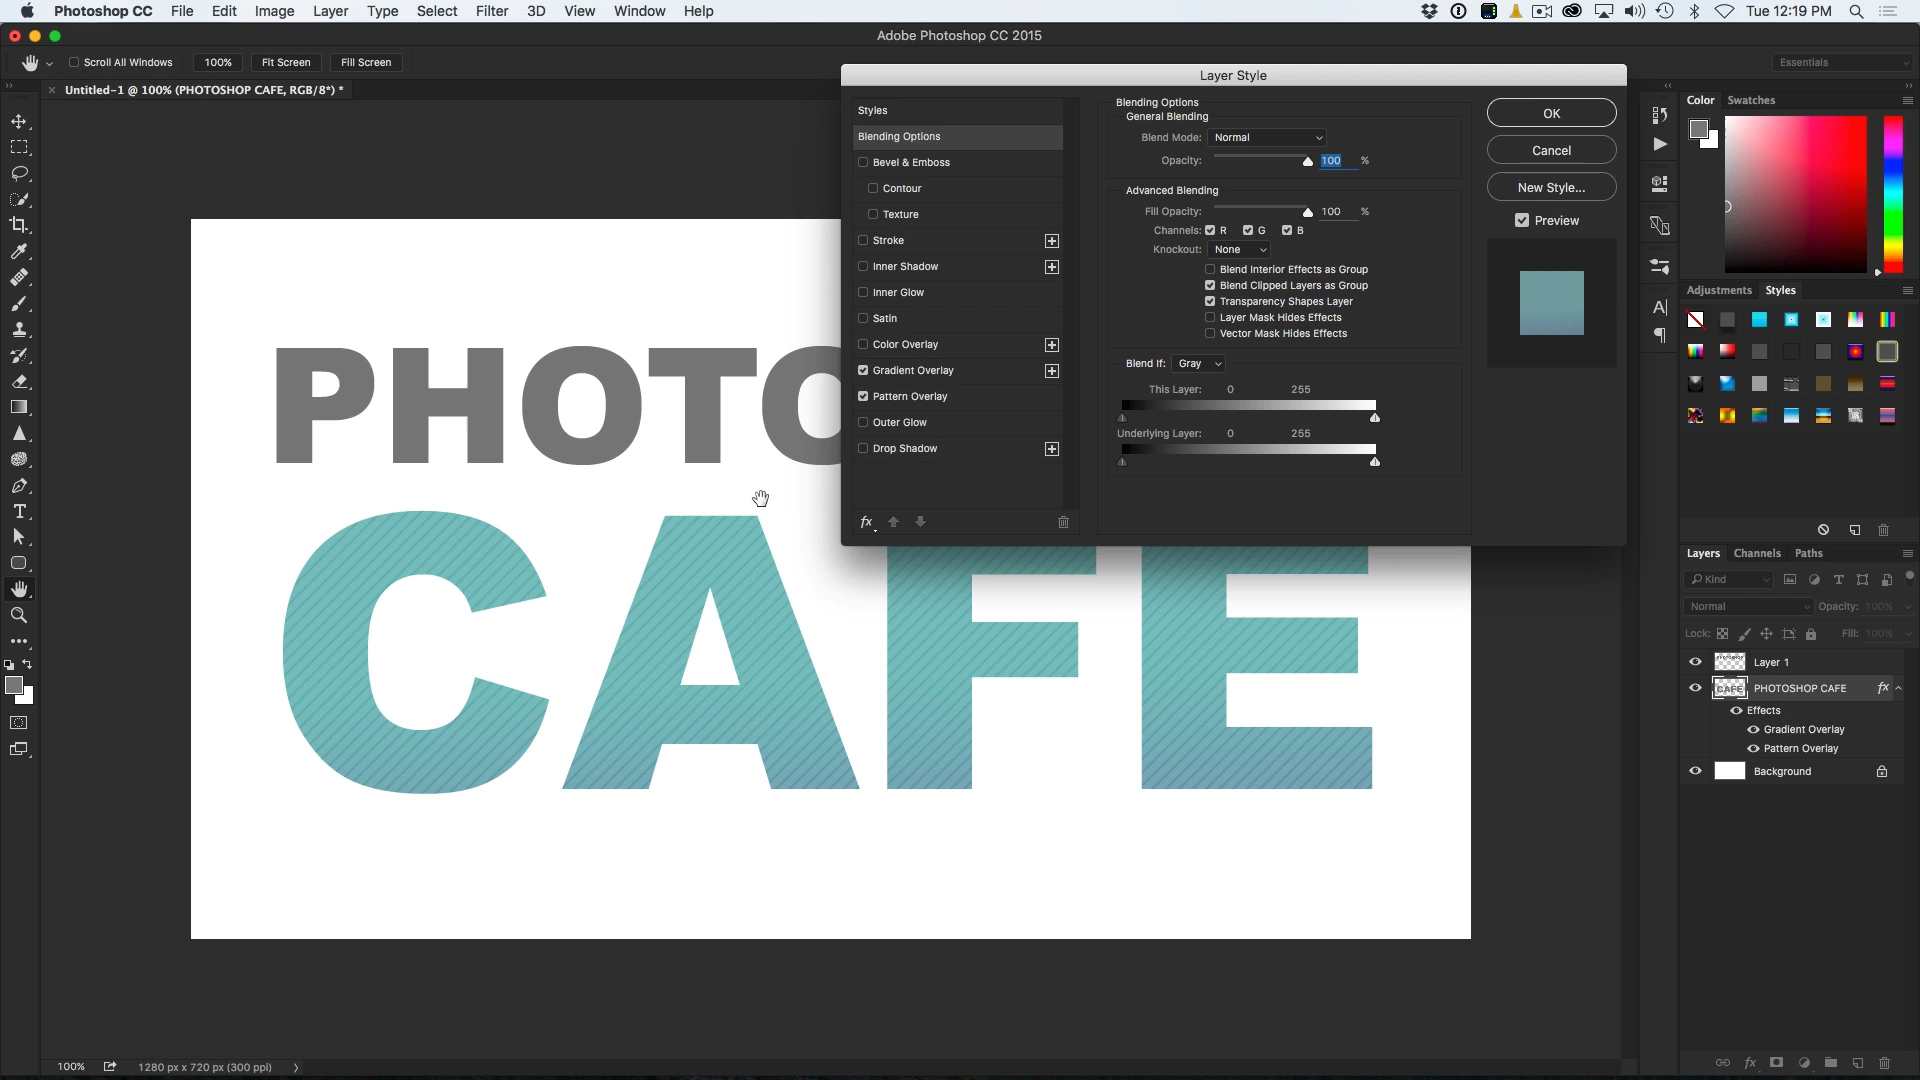 Photoshop CC File Edit Image Layer Type Select Filter 3D View Window Help Tue 12:19 PM
Adobe Photoshop CC 2015
Scroll All Windows 100% Fit Screen Fill Screen Essentials
Untitled-1 @ 100% (PHOTOSHOP CAFE, RGB/8*) *
Layer Style
Styles
Blending Options
Bevel & Emboss
Contour
Texture
Stroke
Inner Shadow
Inner Glow
Satin
Color Overlay
Gradient Overlay
Pattern Overlay
Outer Glow
Drop Shadow
fx
Blending Options
General Blending
Blend Mode: Normal
Opacity: 100 %
Advanced Blending
Fill Opacity: 100 %
Channels: R G B
Knockout: None
Blend Interior Effects as Group
Blend Clipped Layers as Group
Transparency Shapes Layer
Layer Mask Hides Effects
Vector Mask Hides Effects
Blend If: Gray
This Layer: 0 255
Underlying Layer: 0 255
OK
Cancel
New Style...
Preview
PHOTO
CAFE
Color Swatches
Adjustments Styles
Layers Channels Paths
Kind
Normal Opacity: 100%
Lock: Fill: 100%
Layer 1
PHOTOSHOP CAFE fx
Effects
Gradient Overlay
Pattern Overlay
Background
fx
100% 1280 px x 720 px (300 ppi)